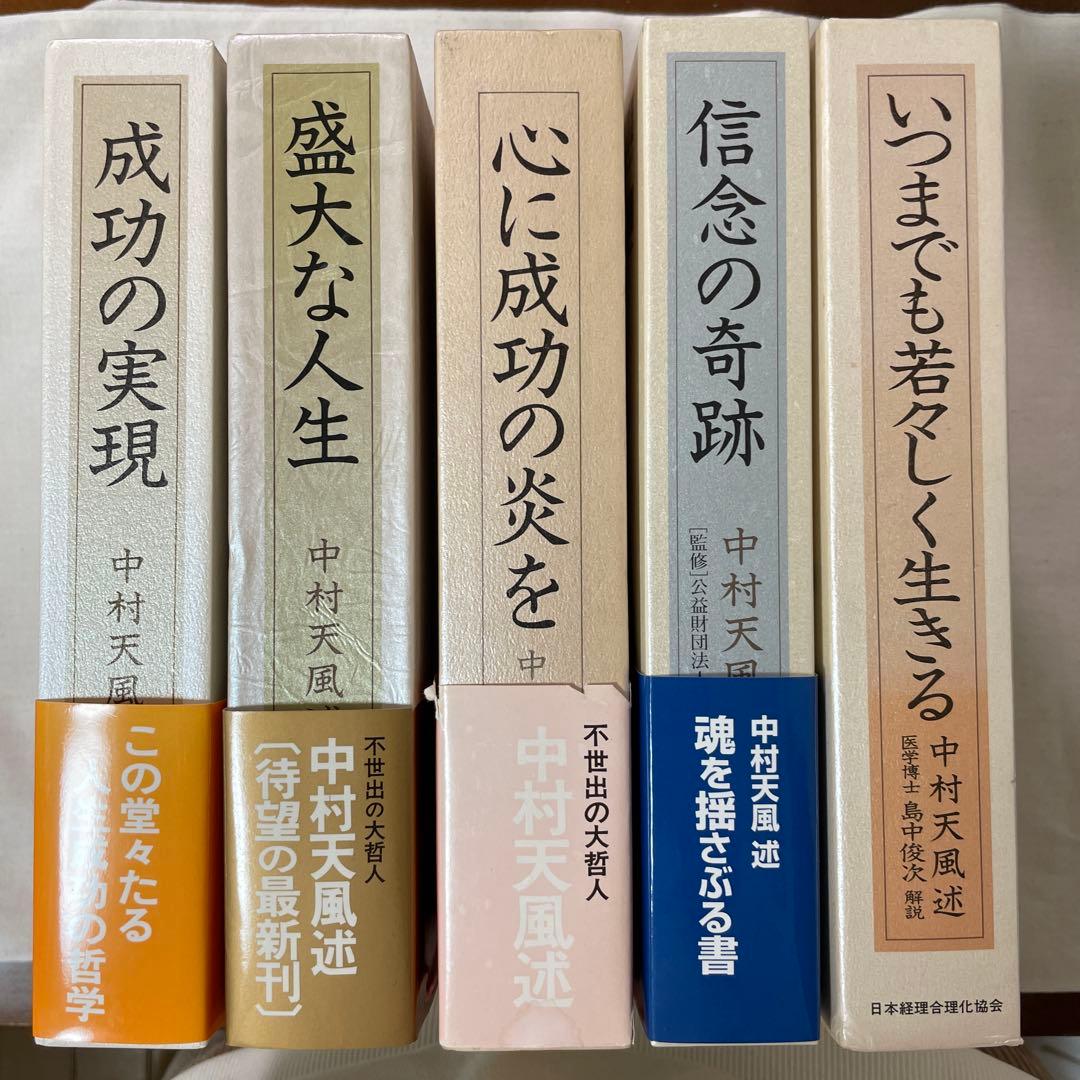 成功の実現
中村天風
この堂々たる
人生成功の哲学
盛大な人生
中村天風述
不世出の大哲人
中村天風述
〔待望の最新刊〕
心に成功の炎を
中
不世出の大哲人
中村天風述
信念の奇跡
中村天風
［監修］公益財団法人
中村天風 述
魂を揺さぶる書
いつまでも若々しく生きる
中村天風述
医学博士 島中俊次 解説
日本経理合理化協会